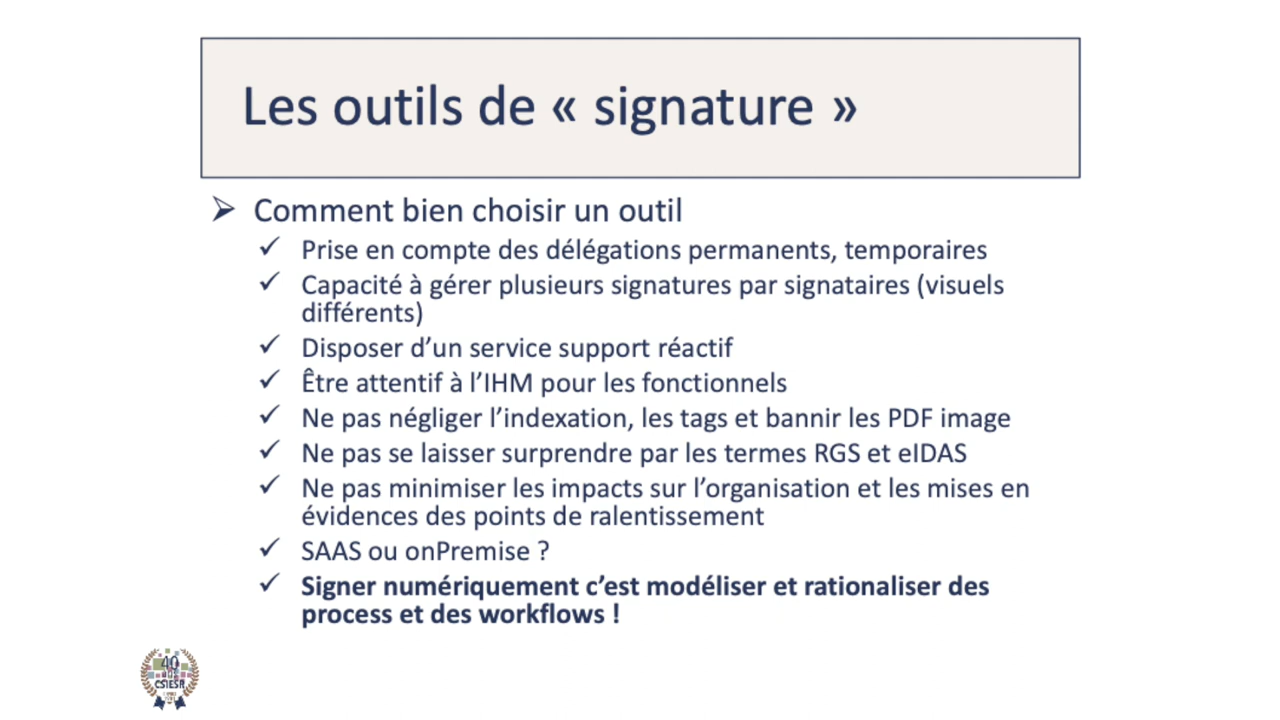 Les outils de « signature »
Comment bien choisir un outil
Prise en compte des délégations permanents, temporaires
Capacité à gérer plusieurs signatures par signataires (visuels
différents)
Disposer d’un service support réactif
Être attentif à l’IHM pour les fonctionnels
Ne pas négliger l’indexation, les tags et bannir les PDF image
Ne pas se laisser surprendre par les termes RGS et eIDAS
Ne pas minimiser les impacts sur l’organisation et les mises en
évidences des points de ralentissement
SAAS ou onPremise ?
Signer numériquement c’est modéliser et rationaliser des
process et des workflows !
40
CSIESR